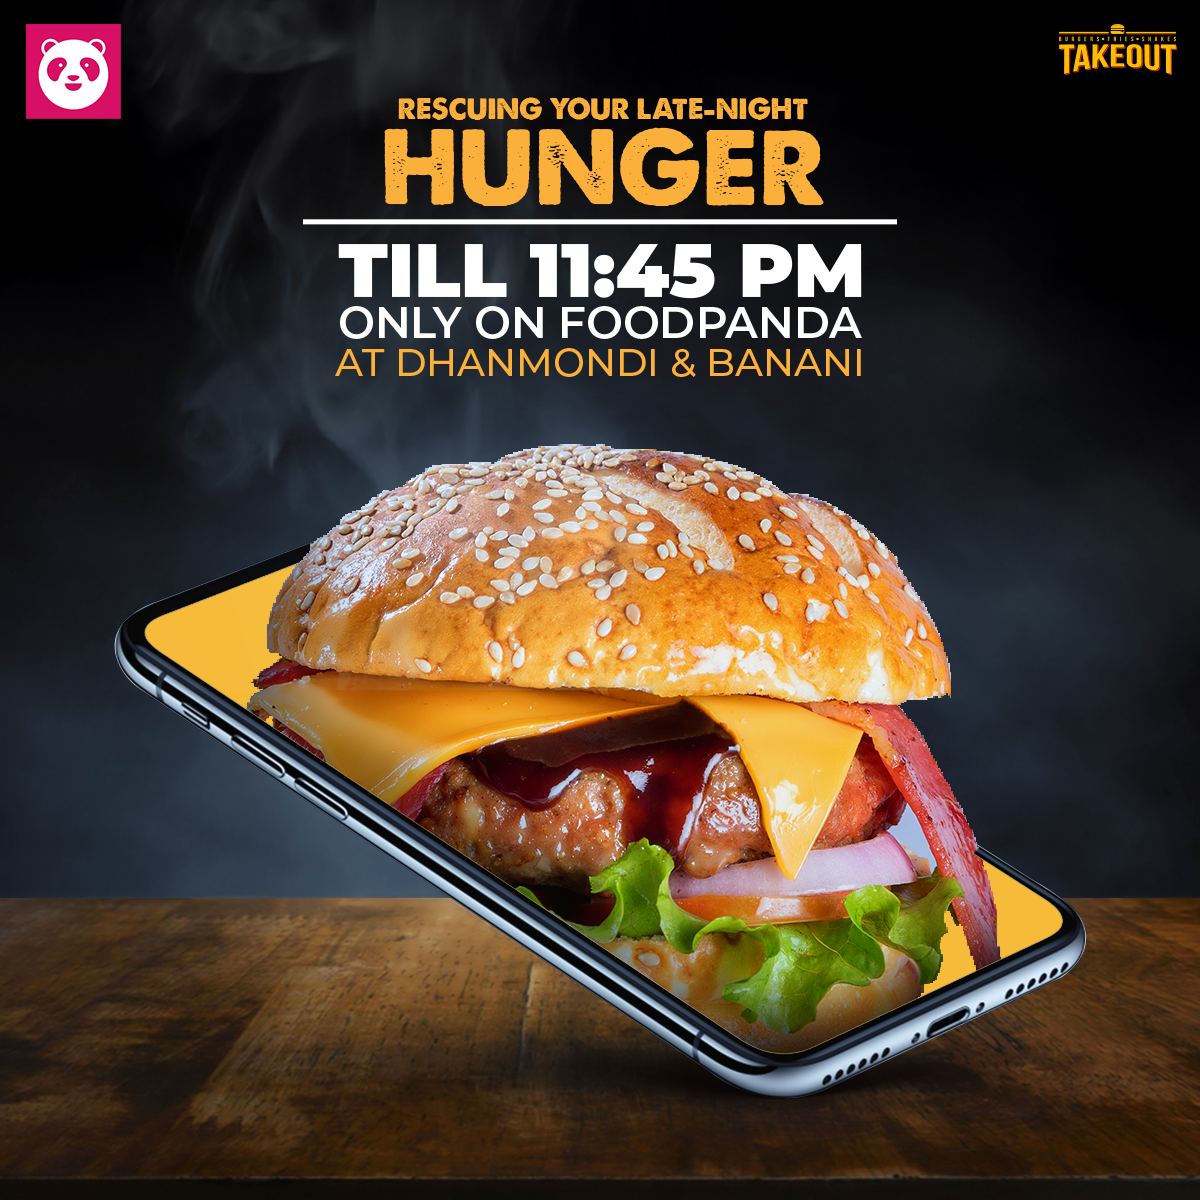 BURGERS • FRIES • SHAKES
TAKEOUT
RESCUING YOUR LATE-NIGHT
HUNGER
TILL 11:45 PM
ONLY ON FOODPANDA
AT DHANMONDI & BANANI